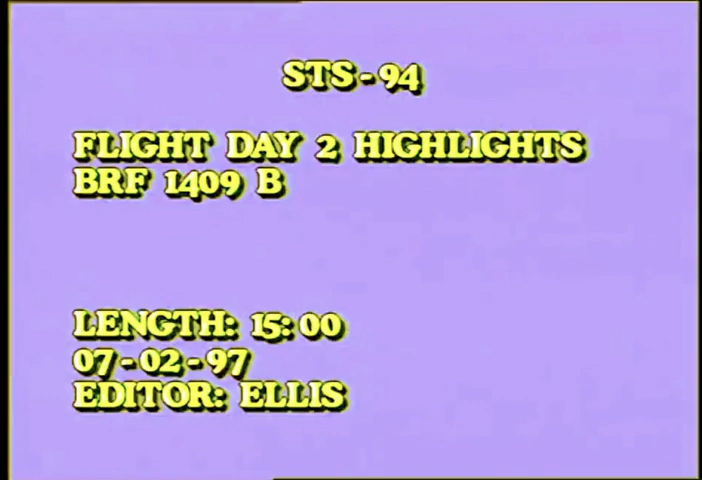 STS-94
FLIGHT DAY 2 HIGHLIGHTS
BRF 1409 B
LENGTH: 15:00
07-02-97
EDITOR: ELLIS